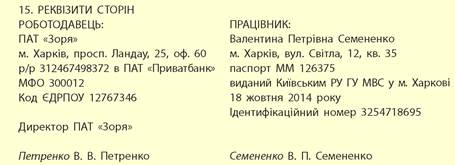 15. РЕКВІЗИТИ СТОРІН
РОБОТОДАВЕЦЬ:
ПАТ «Зоря»
м. Харків, просп. Ландау, 25, оф. 60
р/р 312467498372 в ПАТ «Приватбанк»
МФО 300012
Код ЄДРПОУ 12767346
Директор ПАТ «Зоря»
Петренко В. В. Петренко
ПРАЦІВНИК:
Валентина Петрівна Семененко
м. Харків, вул. Світла, 12, кв. 35
паспорт ММ 126375
виданий Київським РУ ГУ МВС у м. Харкові
18 жовтня 2014 року
Ідентифікаційний номер 3254718695
Семененко В. П. Семененко